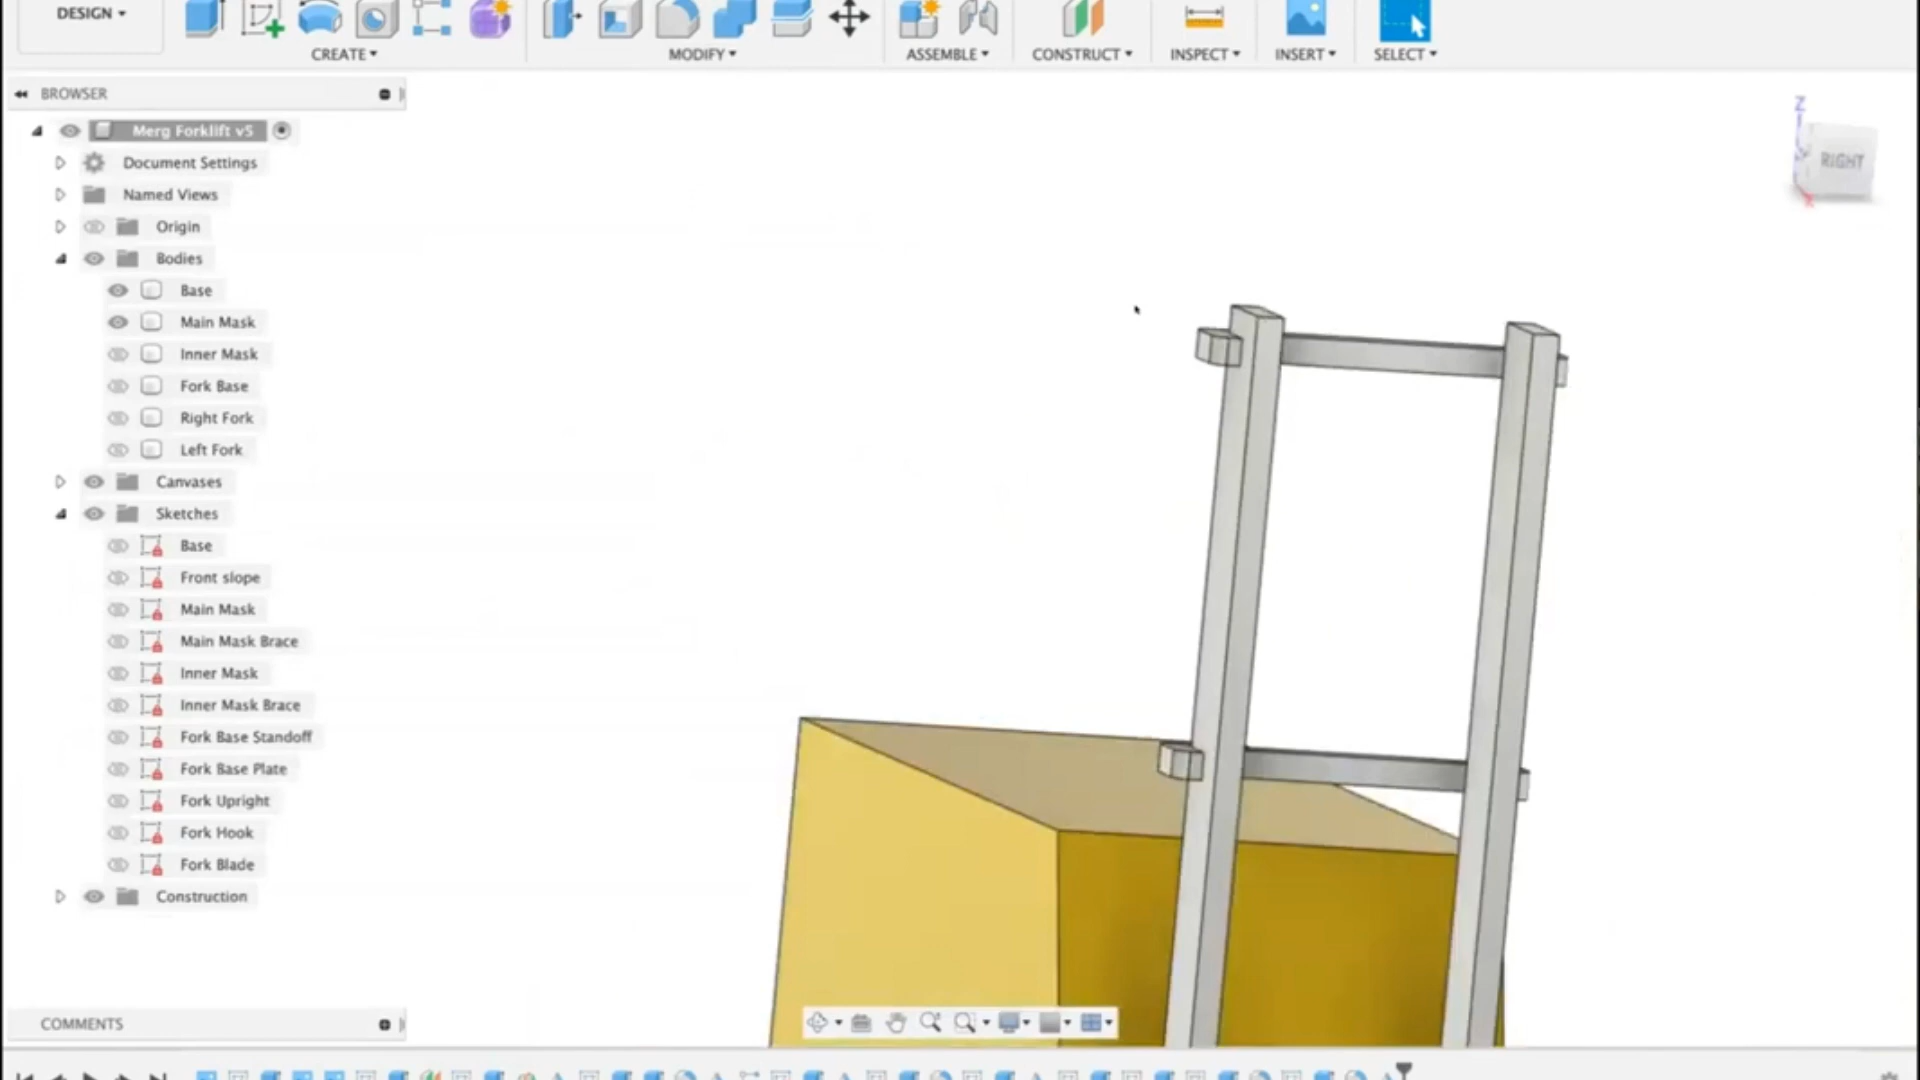 DESIGN
CREATE
MODIFY
ASSEMBLE
CONSTRUCT
INSPECT
INSERT
SELECT
BROWSER
Merg Forklift v5
Document Settings
Named Views
Origin
Bodies
Base
Main Mask
Inner Mask
Fork Base
Right Fork
Left Fork
Canvases
Sketches
Base
Front slope
Main Mask
Main Mask Brace
Inner Mask
Inner Mask Brace
Fork Base Standoff
Fork Base Plate
Fork Upright
Fork Hook
Fork Blade
Construction
COMMENTS
Z
RIGHT
X